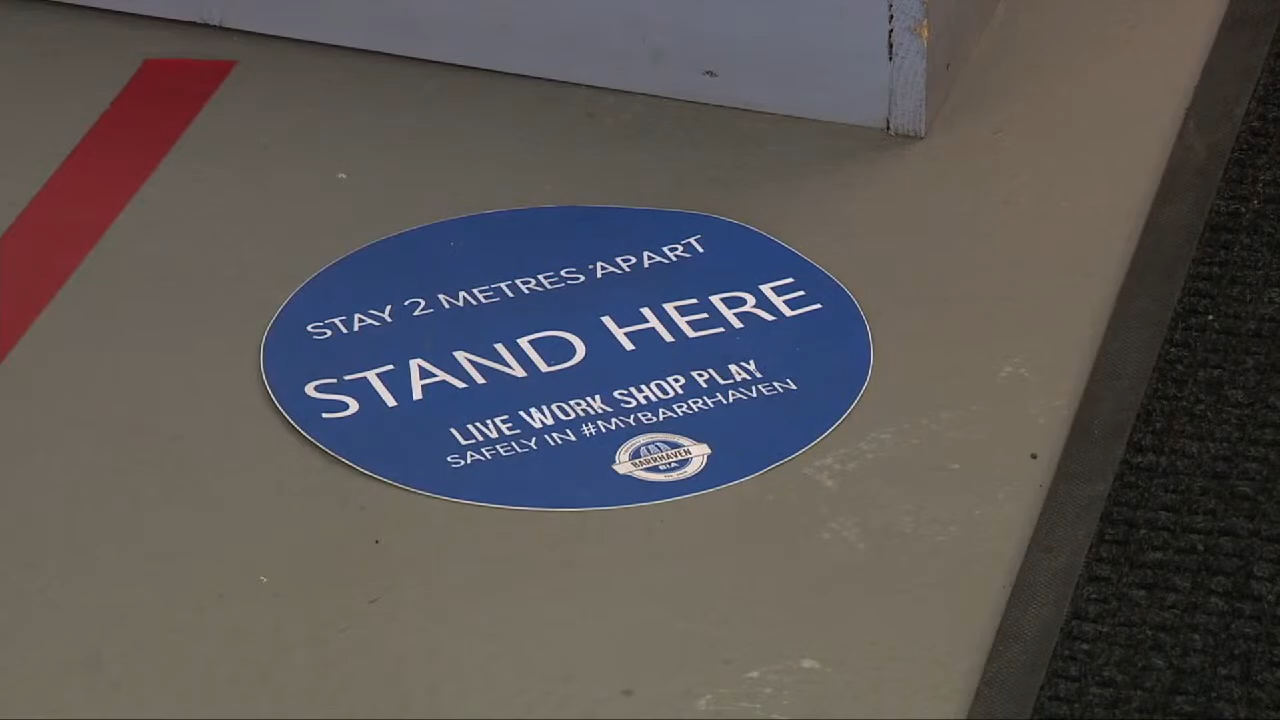 STAY 2 METRES APART
STAND HERE
LIVE WORK SHOP PLAY
SAFELY IN #MYBARRHAVEN
BARRHAVEN
BIA